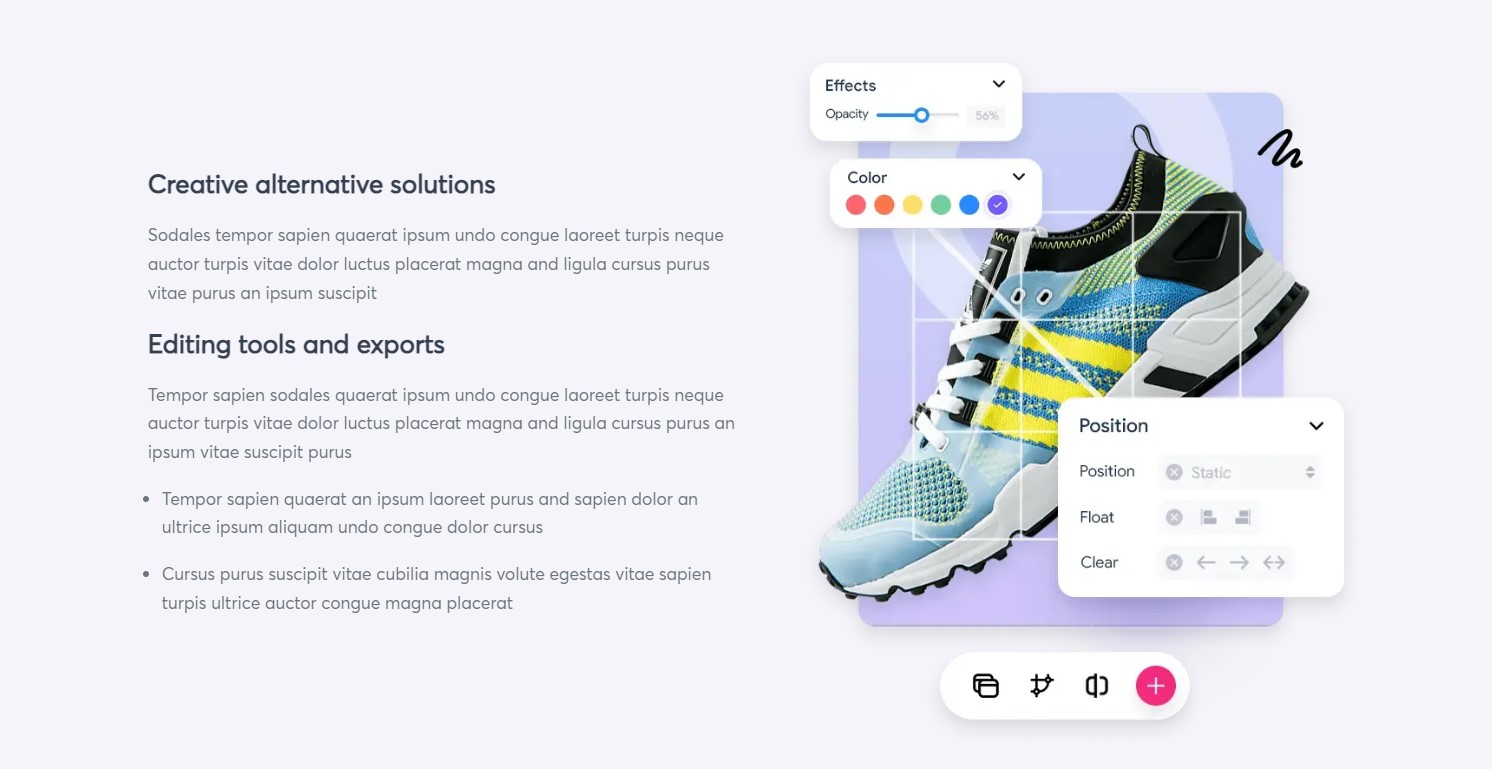 Creative alternative solutions
Sodales tempor sapien quaerat ipsum undo congue laoreet turpis neque
auctor turpis vitae dolor luctus placerat magna and ligula cursus purus
vitae purus an ipsum suscipit
Editing tools and exports
Tempor sapien sodales quaerat ipsum undo congue laoreet turpis neque
auctor turpis vitae dolor luctus placerat magna and ligula cursus purus an
ipsum vitae suscipit purus
• Tempor sapien quaerat an ipsum laoreet purus and sapien dolor an
ultrice ipsum aliquam undo congue dolor cursus
• Cursus purus suscipit vitae cubilia magnis volute egestas vitae sapien
turpis ultrice auctor congue magna placerat
Effects
Opacity 56%
Color
Position
Position Static
Float
Clear